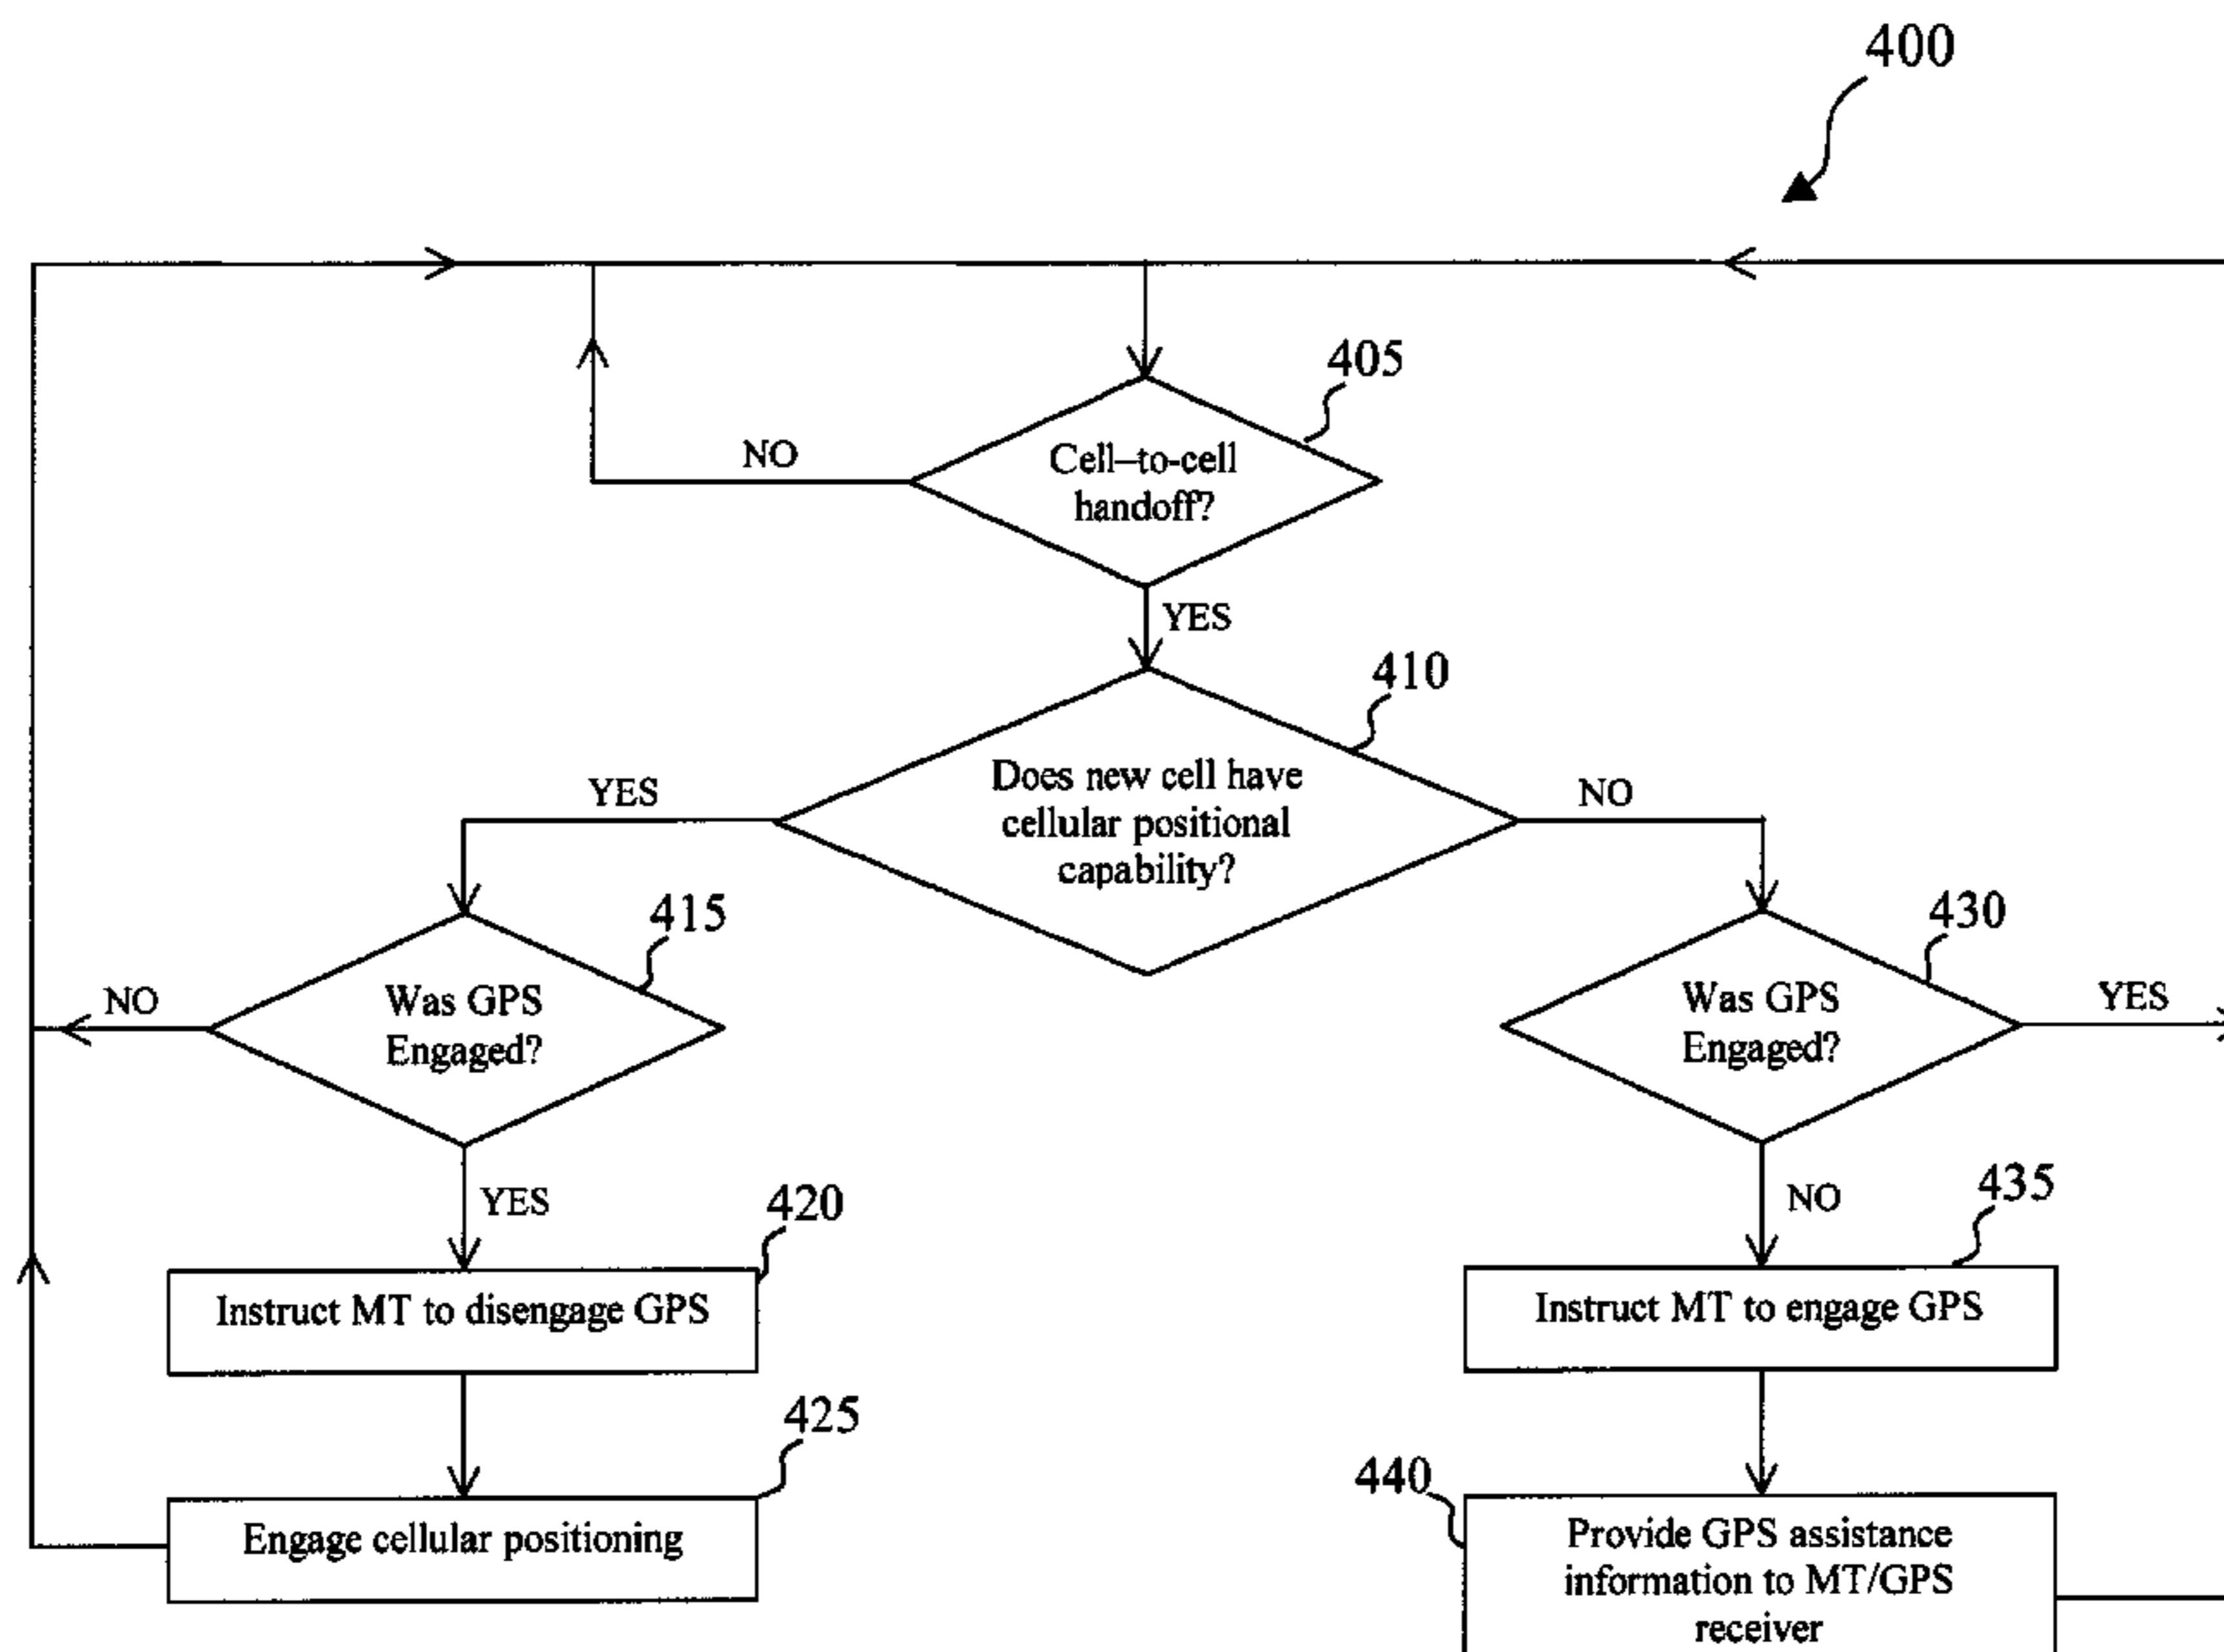 400
405
Cell–to-cell
handoff?
NO
YES
410
Does new cell have
cellular positional
capability?
YES
NO
415
Was GPS
Engaged?
NO
YES
430
Was GPS
Engaged?
YES
NO
420
Instruct MT to disengage GPS
435
Instruct MT to engage GPS
425
Engage cellular positioning
440
Provide GPS assistance
information to MT/GPS
receiver